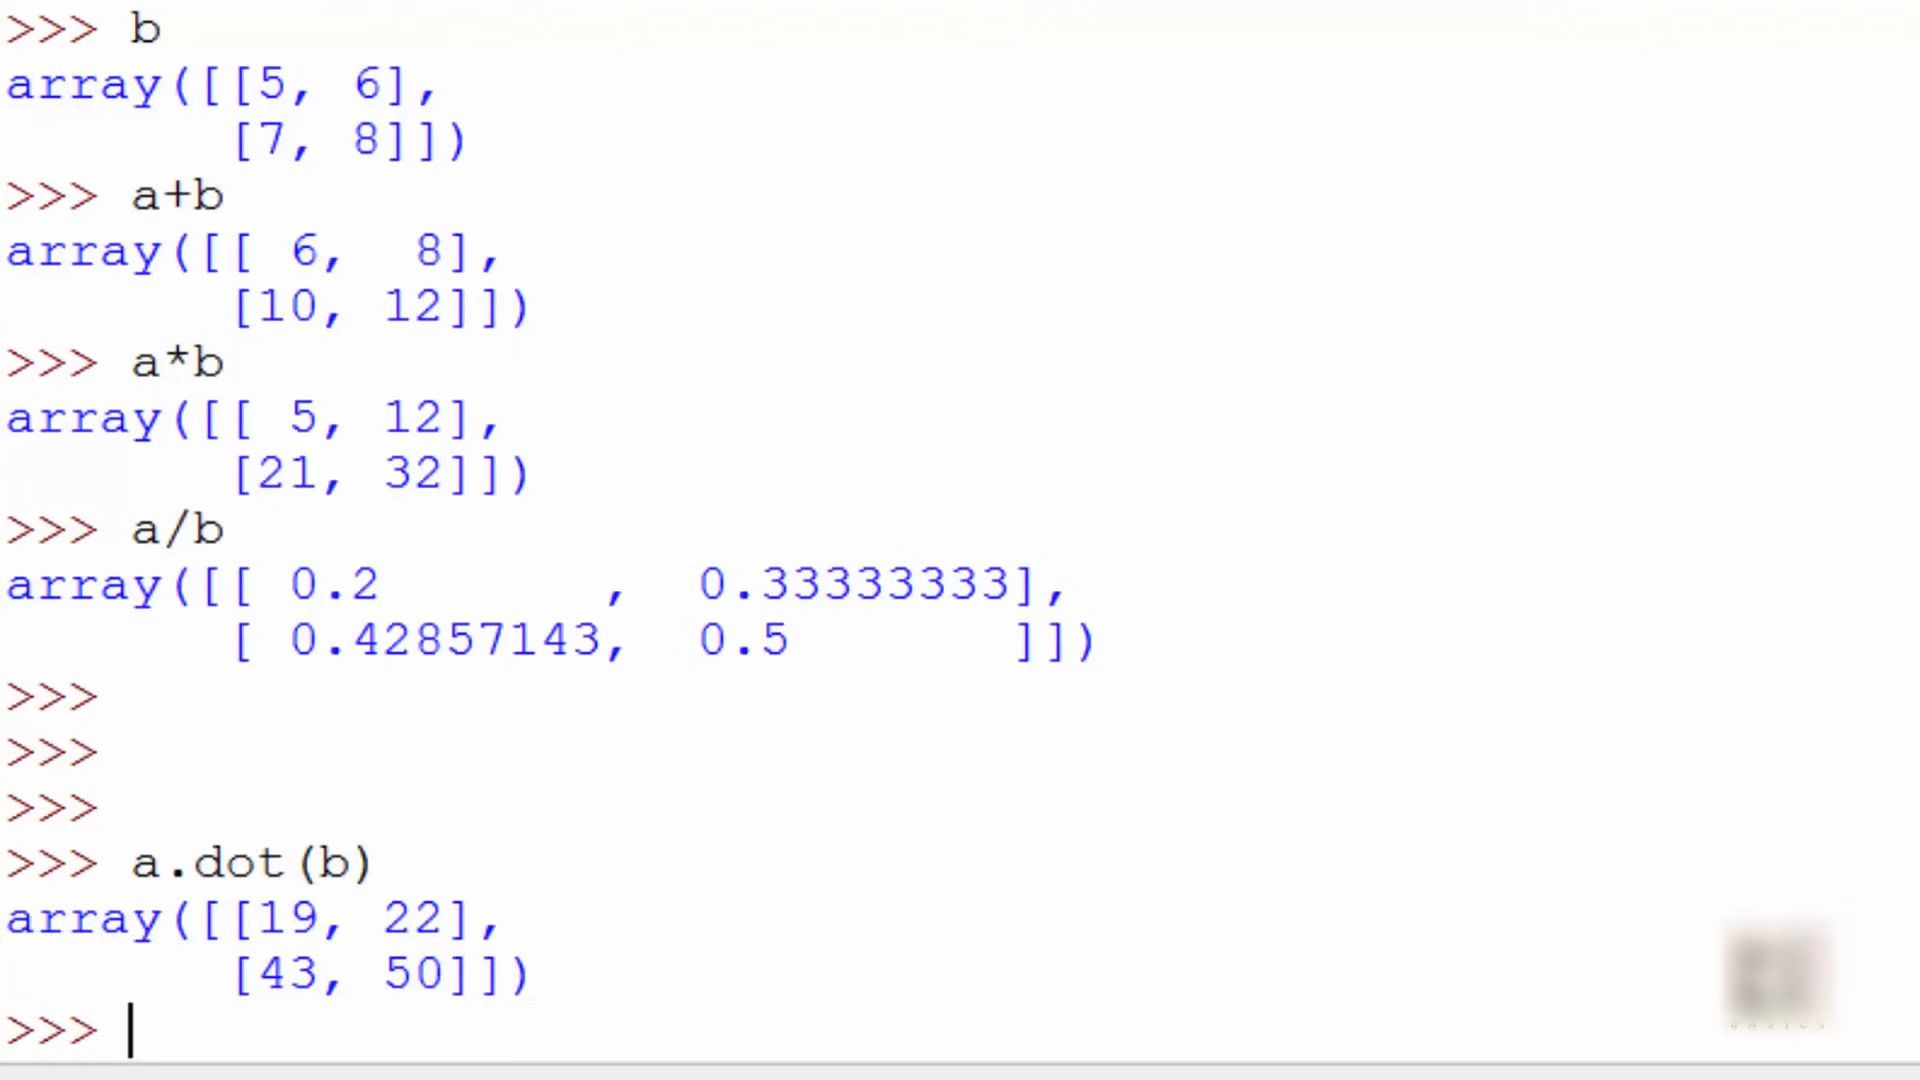 >>> b
array([[5, 6],
       [7, 8]])
>>> a+b
array([[ 6,  8],
       [10, 12]])
>>> a*b
array([[ 5, 12],
       [21, 32]])
>>> a/b
array([[ 0.2       ,  0.33333333],
       [ 0.42857143,  0.5       ]])
>>>
>>>
>>>
>>> a.dot(b)
array([[19, 22],
       [43, 50]])
>>>